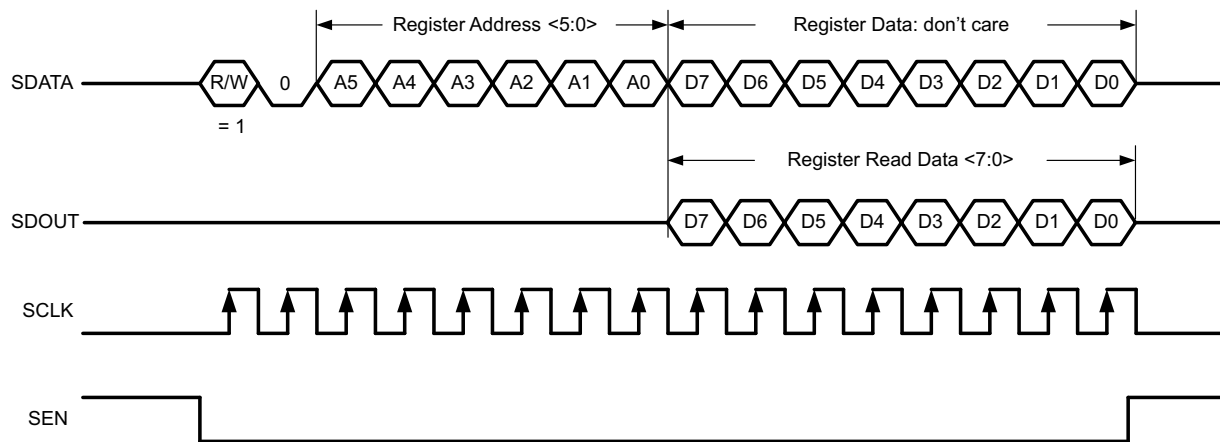 Register Address <5:0> Register Data: don’t care
SDATA R/W 0 A5 A4 A3 A2 A1 A0 D7 D6 D5 D4 D3 D2 D1 D0
= 1
Register Read Data <7:0>
SDOUT D7 D6 D5 D4 D3 D2 D1 D0
SCLK
SEN